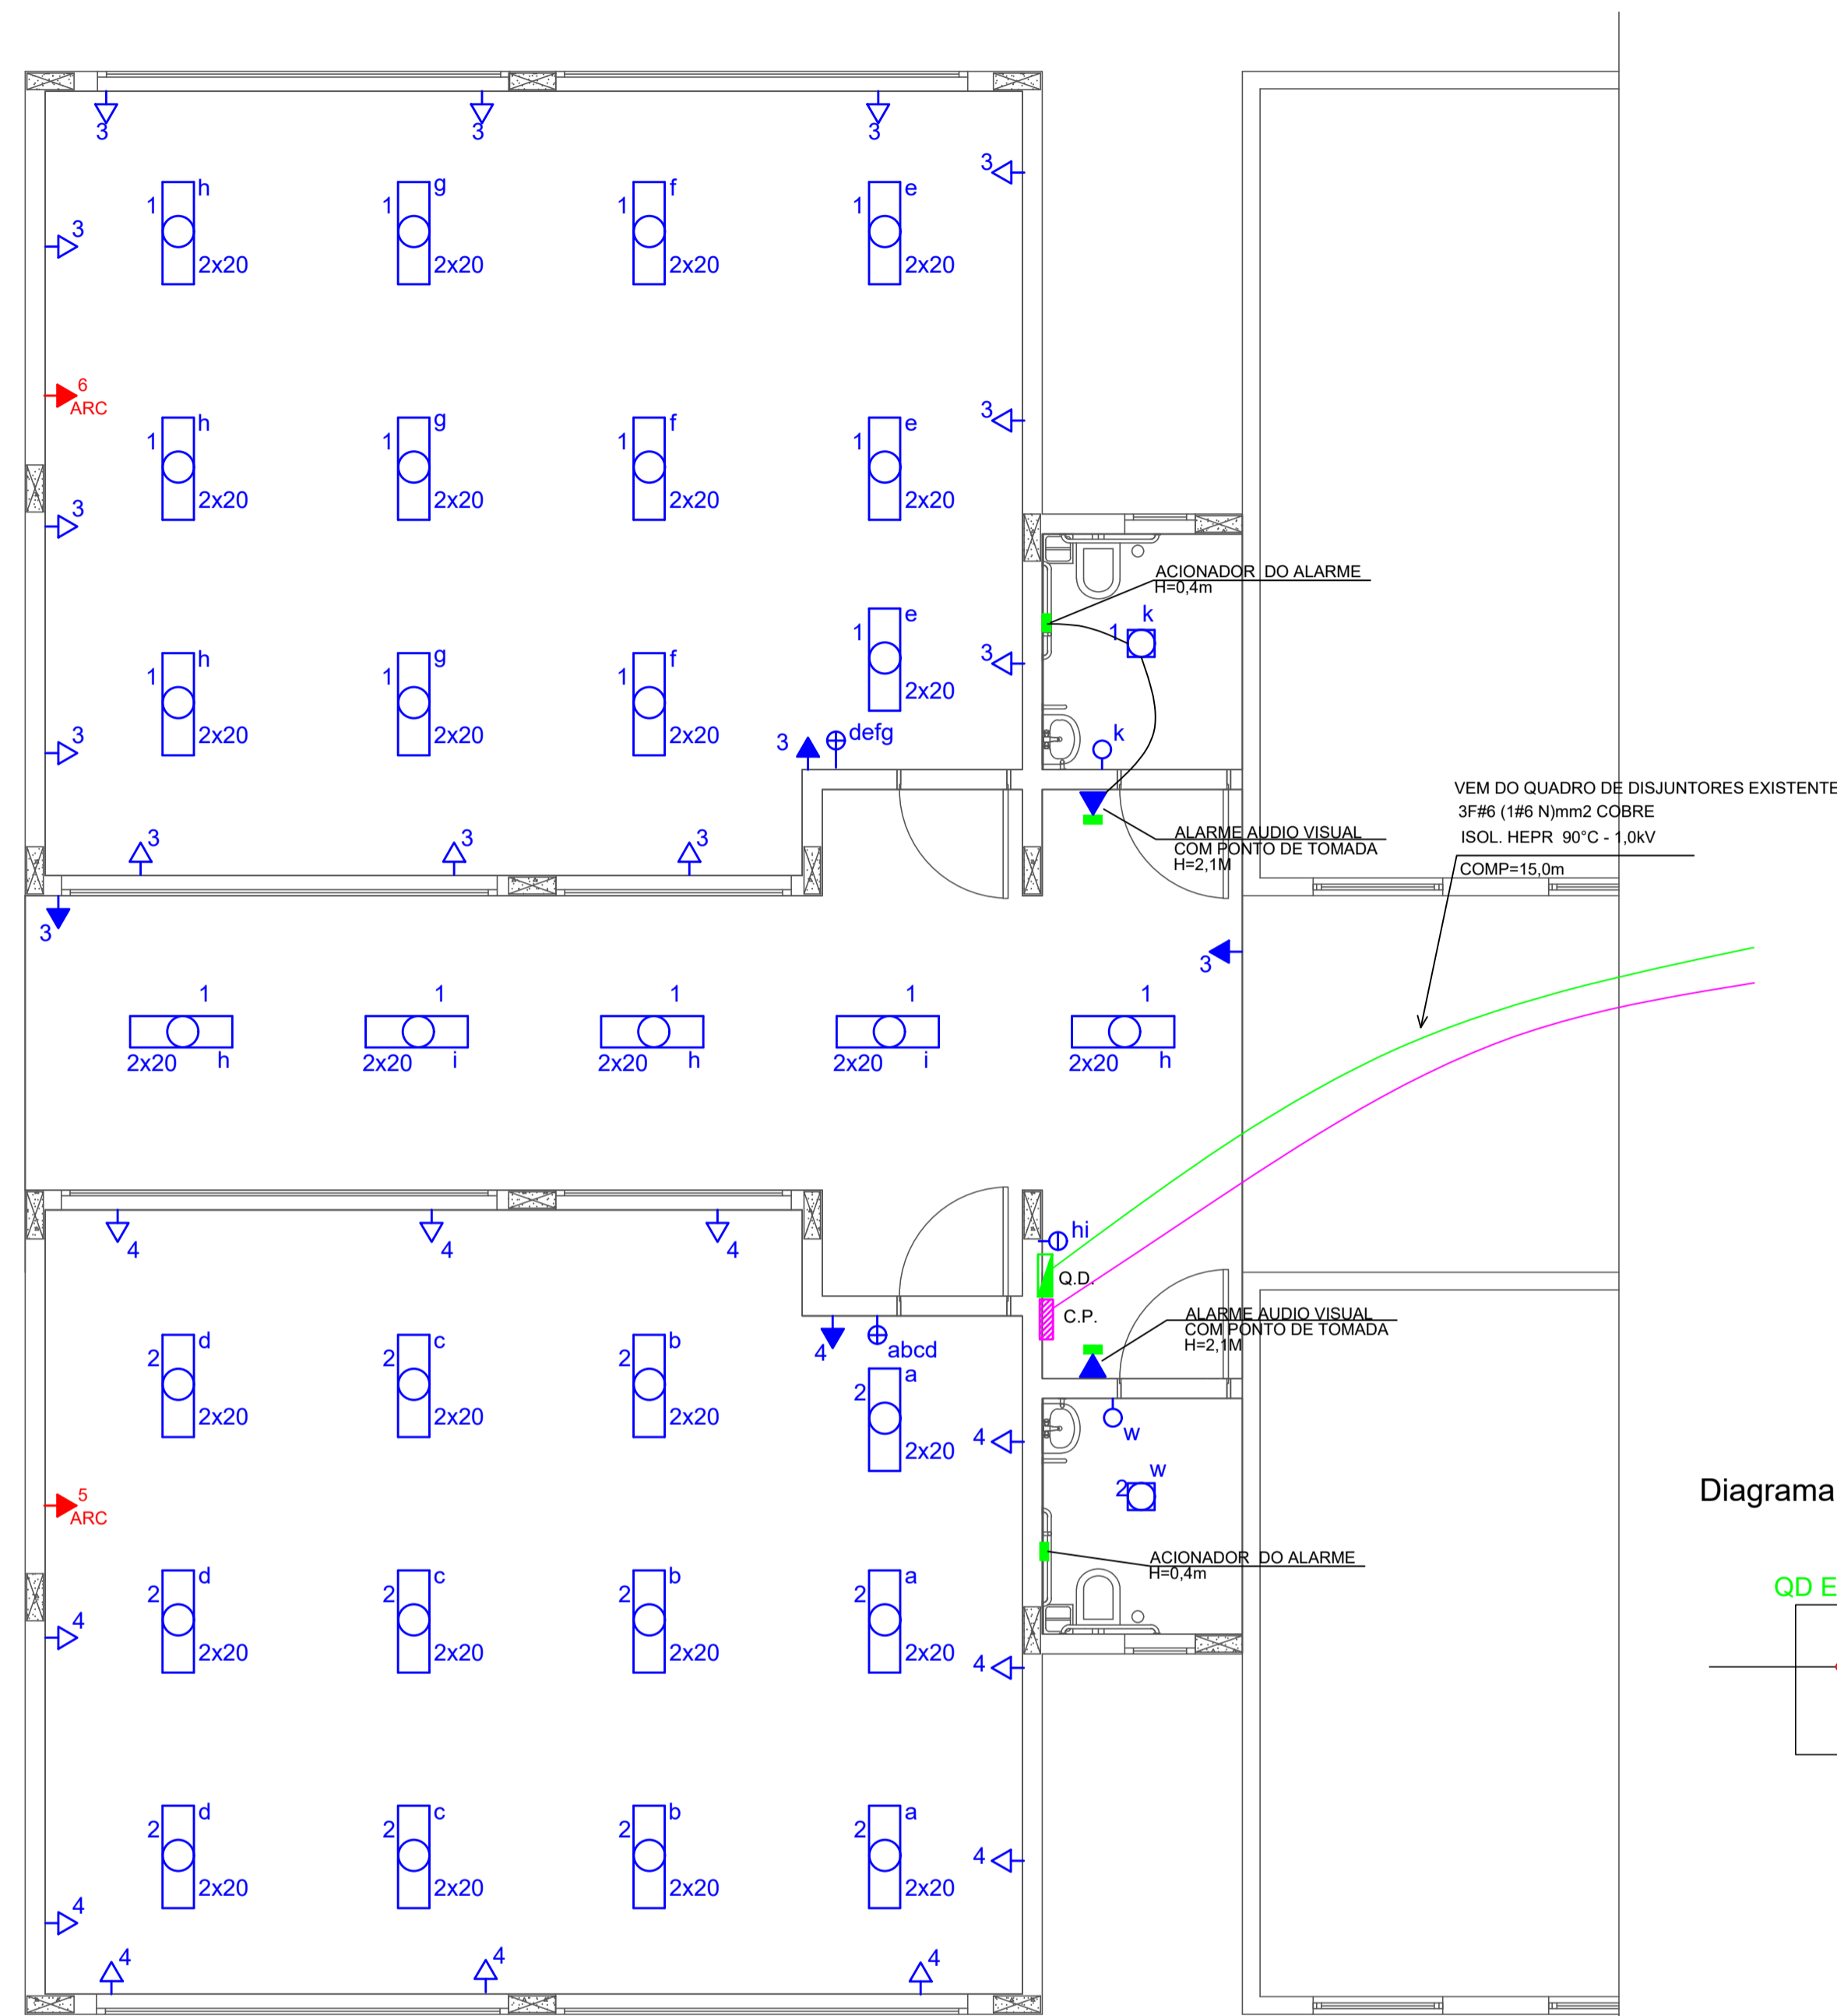 3
3
3
3
3
1
h
2x20
1
g
2x20
1
f
2x20
1
e
2x20
6
ARC
3
1
h
2x20
1
g
2x20
1
f
2x20
1
e
2x20
3
ACIONADOR DO ALARME
H=0,4m
1
k
k
3
1
h
2x20
1
g
2x20
1
f
2x20
1
e
2x20
3
3
defg
3
3
3
ALARME AUDIO VISUAL
COM PONTO DE TOMADA
H=2,1M
VEM DO QUADRO DE DISJUNTORES EXISTENTE
3F#6 (1#6 N)mm2 COBRE
ISOL. HEPR 90°C - 1,0kV
COMP=15,0m
3
3
1
2x20 h
1
2x20 i
1
2x20 h
1
2x20 i
1
2x20 h
4
4
4
hi
Q.D.
C.P.
ALARME AUDIO VISUAL
COM PONTO DE TOMADA
H=2,1M
4
abcd
2
d
2x20
2
c
2x20
2
b
2x20
2
a
2x20
4
w
w
2
5
ARC
Diagrama
ACIONADOR DO ALARME
H=0,4m
QD E
4
2
d
2x20
2
c
2x20
2
b
2x20
2
a
2x20
4
2
d
2x20
2
c
2x20
2
b
2x20
2
a
2x20
4
4
4
4
4